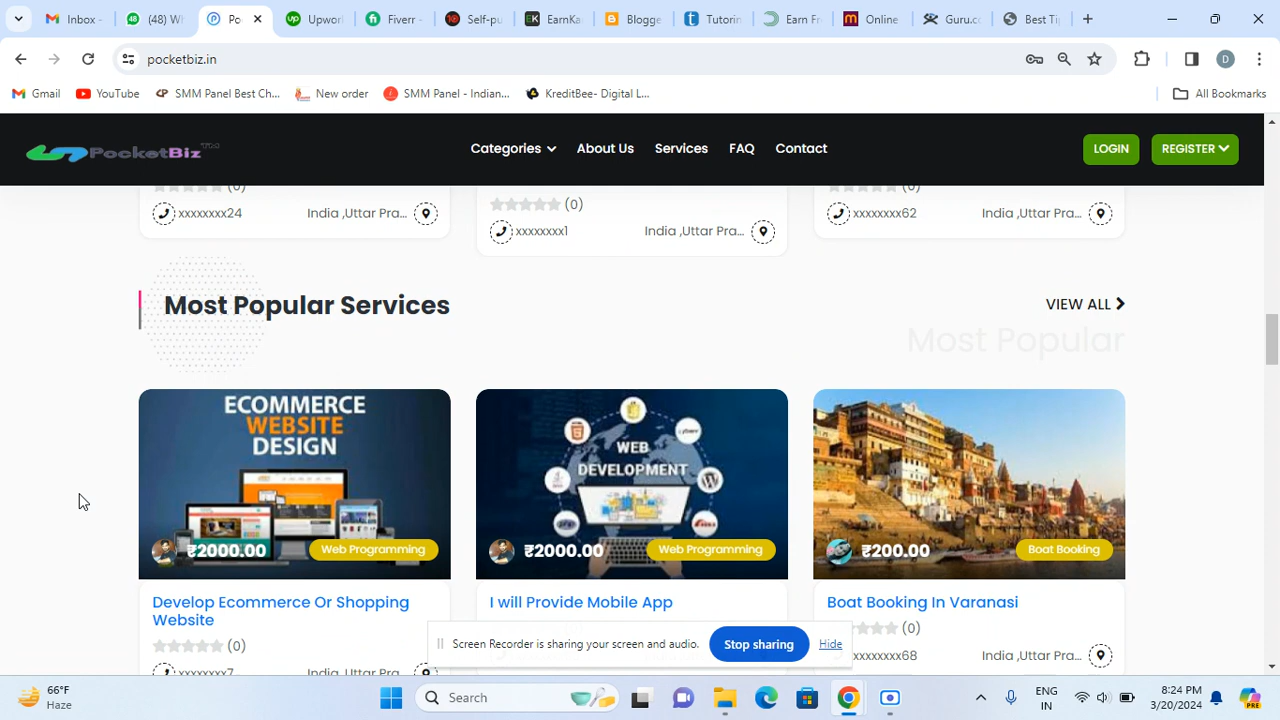 Inbox -
(48) W
Po
Upwor
Fiverr -
Self-pu
EarnKa
Blogge
Tutorin
Earn Fr
Online
Guru.c
Best Ti
pocketbiz.in
Gmail
YouTube
SMM Panel Best Ch...
New order
SMM Panel - Indian...
KreditBee- Digital L...
All Bookmarks
PocketBiz™
Categories
About Us
Services
FAQ
Contact
LOGIN
REGISTER
(0)
(0)
(0)
xxxxxxxx24
India ,Uttar Pra...
xxxxxxxx1
India ,Uttar Pra...
xxxxxxxx62
India ,Uttar Pra...
Most Popular Services
VIEW ALL
Most Popular
ECOMMERCE
WEBSITE
DESIGN
₹2000.00
Web Programming
WEB
DEVELOPMENT
₹2000.00
Web Programming
₹200.00
Boat Booking
Develop Ecommerce Or Shopping
Website
(0)
xxxxxxxx7
India ,Uttar Pra...
I will Provide Mobile App
Boat Booking In Varanasi
(0)
xxxxxxxx68
India ,Uttar Pra...
Screen Recorder is sharing your screen and audio.
Stop sharing
Hide
66°F
Haze
Search
ENG
IN
8:24 PM
3/20/2024